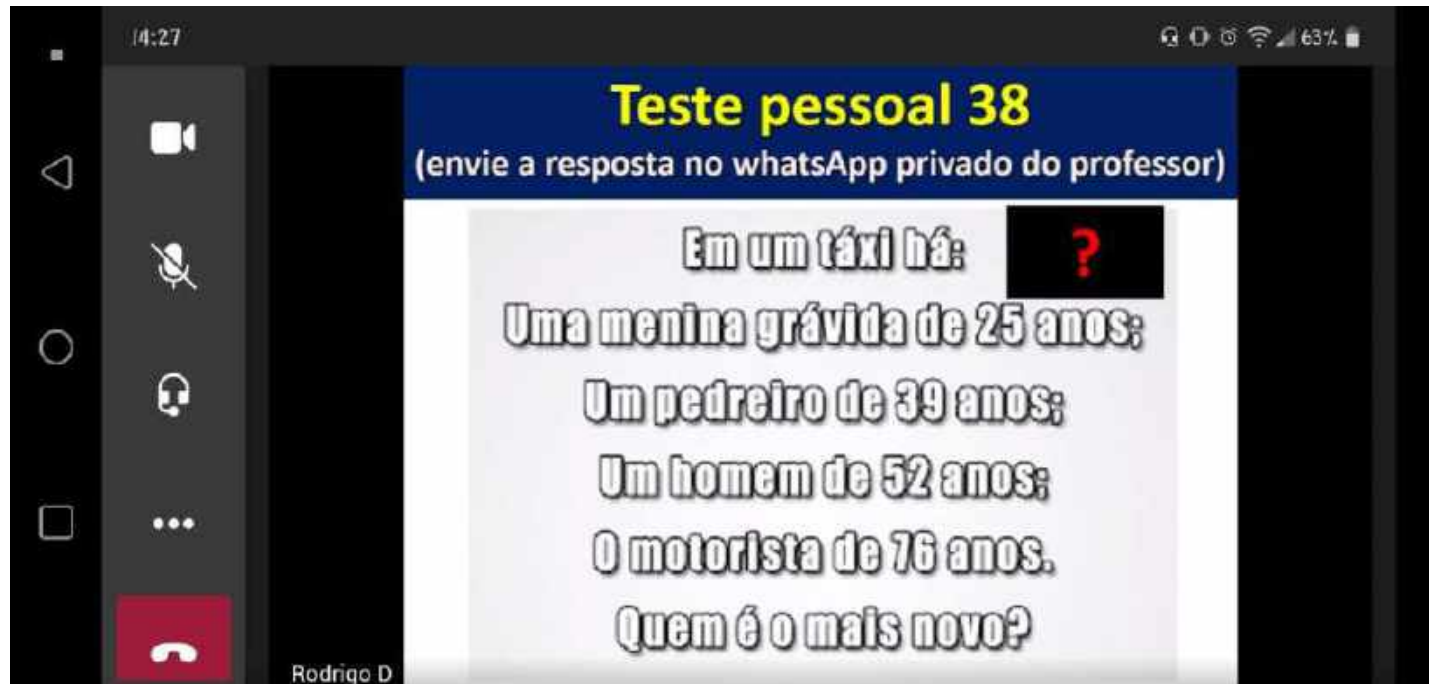 14:27
63%
Teste pessoal 38
(envie a resposta no whatsApp privado do professor)
Em um táxi há:
?
Uma menina grávida de 25 anos;
Um pedreiro de 39 anos;
Um homem de 52 anos;
O motorista de 76 anos.
Quem é o mais novo?
Rodrigo D